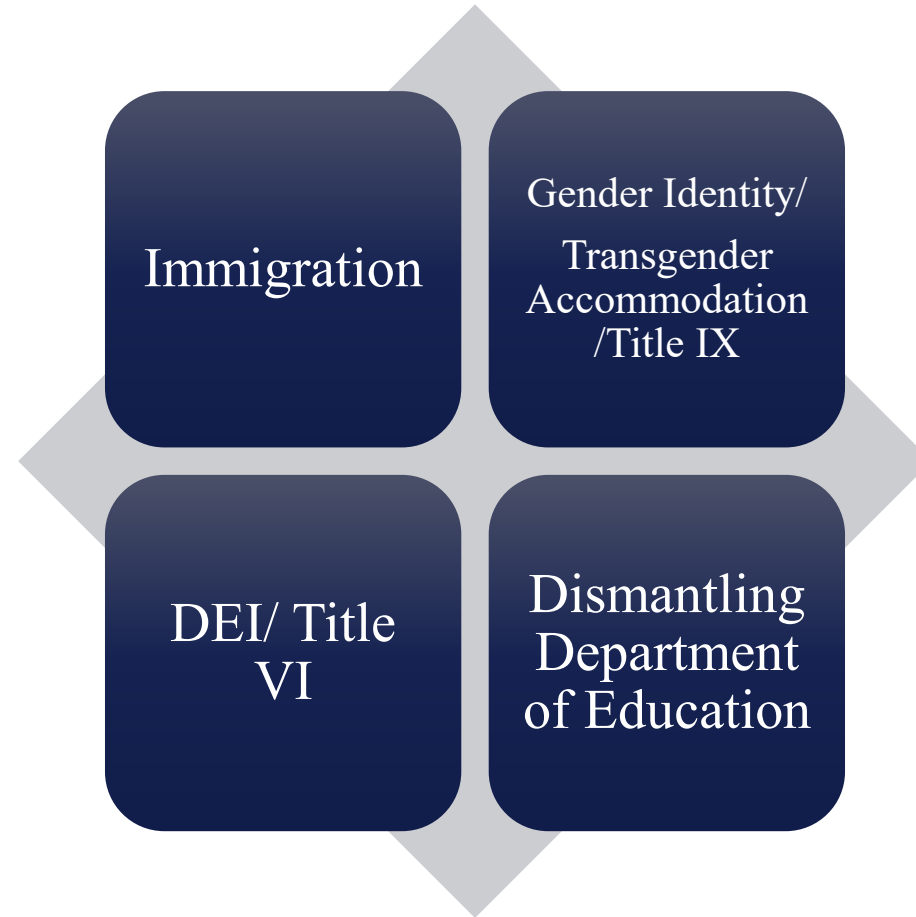 Immigration
Gender Identity/
Transgender
Accommodation
/Title IX
DEI/ Title
VI
Dismantling
Department
of Education